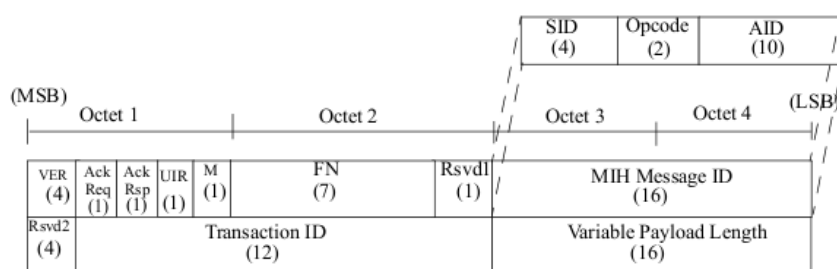 SID Opcode AID
(4) (2) (10)
(MSB) (LSB)
Octet 1 Octet 2 Octet 3 Octet 4
VER Ack Req Ack Rsp UIR M FN Rsvd1 MIH Message ID
(4) (1) (1) (1) (1) (7) (1) (16)
Rsvd2 Transaction ID Variable Payload Length
(4) (12) (16)